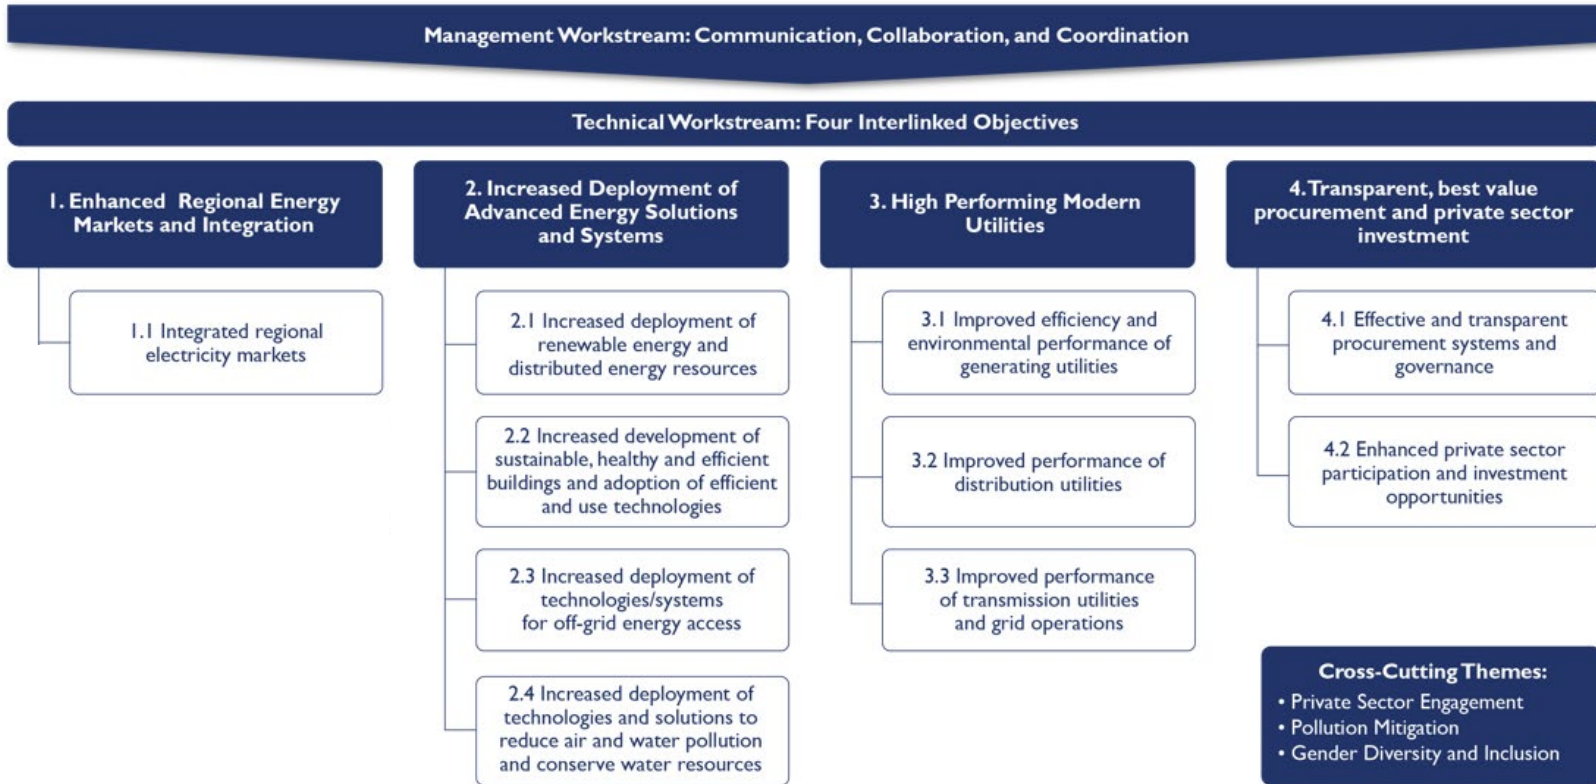 Management Workstream: Communication, Collaboration, and Coordination
Technical Workstream: Four Interlinked Objectives
1. Enhanced Regional Energy
Markets and Integration
1.1 Integrated regional
electricity markets
2. Increased Deployment of
Advanced Energy Solutions
and Systems
2.1 Increased deployment of
renewable energy and
distributed energy resources
2.2 Increased development of
sustainable, healthy and efficient
buildings and adoption of efficient
and use technologies
2.3 Increased deployment of
technologies/systems
for off-grid energy access
2.4 Increased deployment of
technologies and solutions to
reduce air and water pollution
and conserve water resources
3. High Performing Modern
Utilities
3.1 Improved efficiency and
environmental performance of
generating utilities
3.2 Improved performance of
distribution utilities
3.3 Improved performance
of transmission utilities
and grid operations
4. Transparent, best value
procurement and private sector
investment
4.1 Effective and transparent
procurement systems and
governance
4.2 Enhanced private sector
participation and investment
opportunities
Cross-Cutting Themes:
• Private Sector Engagement
• Pollution Mitigation
• Gender Diversity and Inclusion